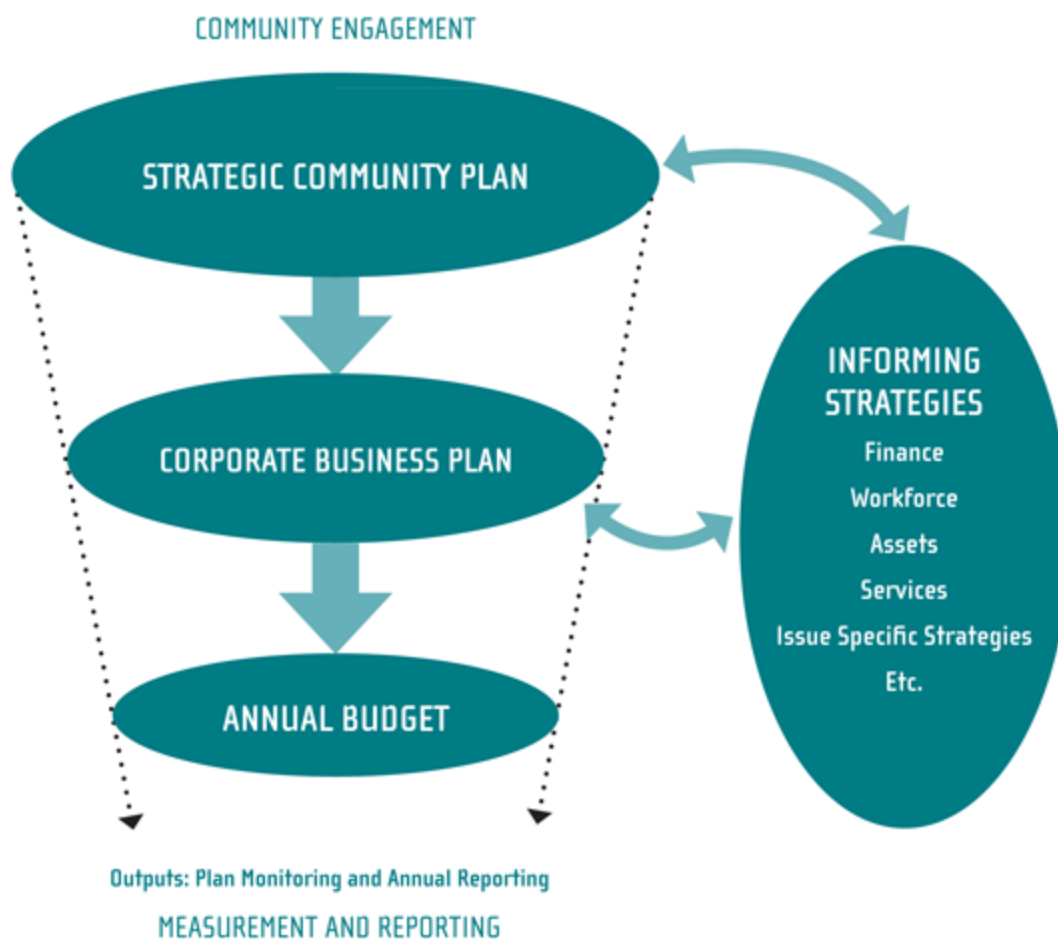 COMMUNITY ENGAGEMENT
STRATEGIC COMMUNITY PLAN
CORPORATE BUSINESS PLAN
ANNUAL BUDGET
INFORMING
STRATEGIES
Finance
Workforce
Assets
Services
Issue Specific Strategies
Etc.
Outputs: Plan Monitoring and Annual Reporting
MEASUREMENT AND REPORTING